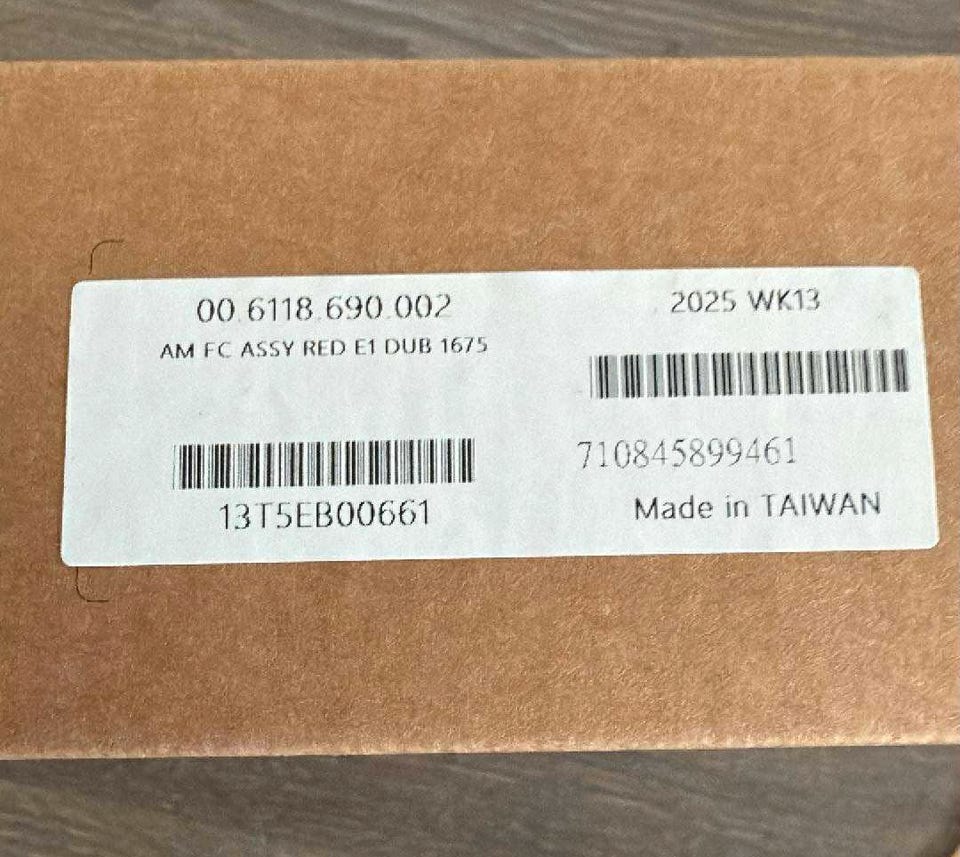 00.6118.690.002
AM FC ASSY RED E1 DUB 1675
13T5EB00661
2025 WK13
710845899461
Made in TAIWAN